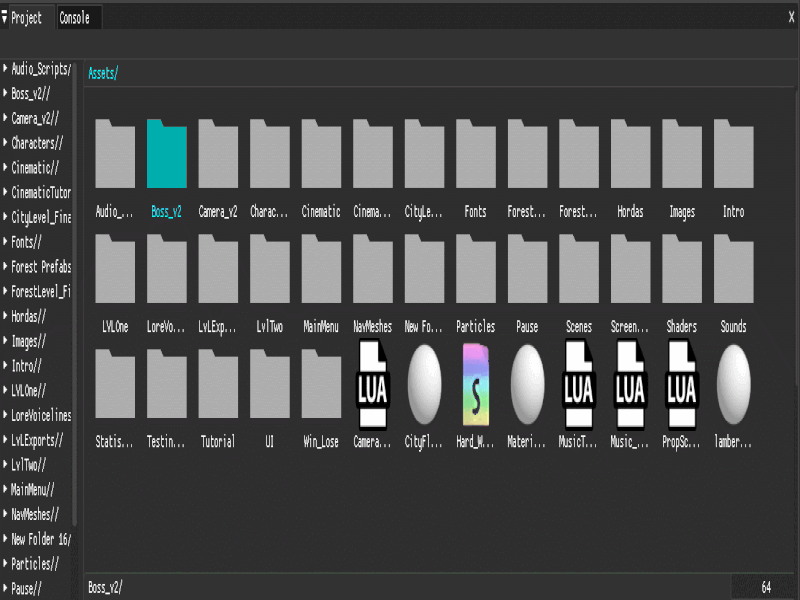 Project Console X
Assets/
Audio_Scripts/
Boss_v2//
Camera_v2//
Characters//
Cinematic//
CinematicTutor
CityLevel_Fine
Fonts//
Forest Prefabs
ForestLevel_Fi
Hordas//
Images//
Intro//
LVLOne//
LoreVoicelines
LvLExports//
LvlTwo//
MainMenu//
NavMeshes//
New Folder 16/
Particles//
Pause//
Audio_... Boss_v2 Camera_v2 Charac... Cinematic Cinema... CityLe... Fonts Forest... Forest... Hordas Images Intro
LVLOne LoreVo... LvLExp... LvlTwo MainMenu NavMeshes New Fo... Particles Pause Scenes Screen... Shaders Sounds
LUA LUA LUA LUA
Statis... Testin... Tutorial UI Win_Lose Camera... CityFl... Hard_W... Materi... MusicT... Music_... PropSc... lamber...
Boss_v2/ 64